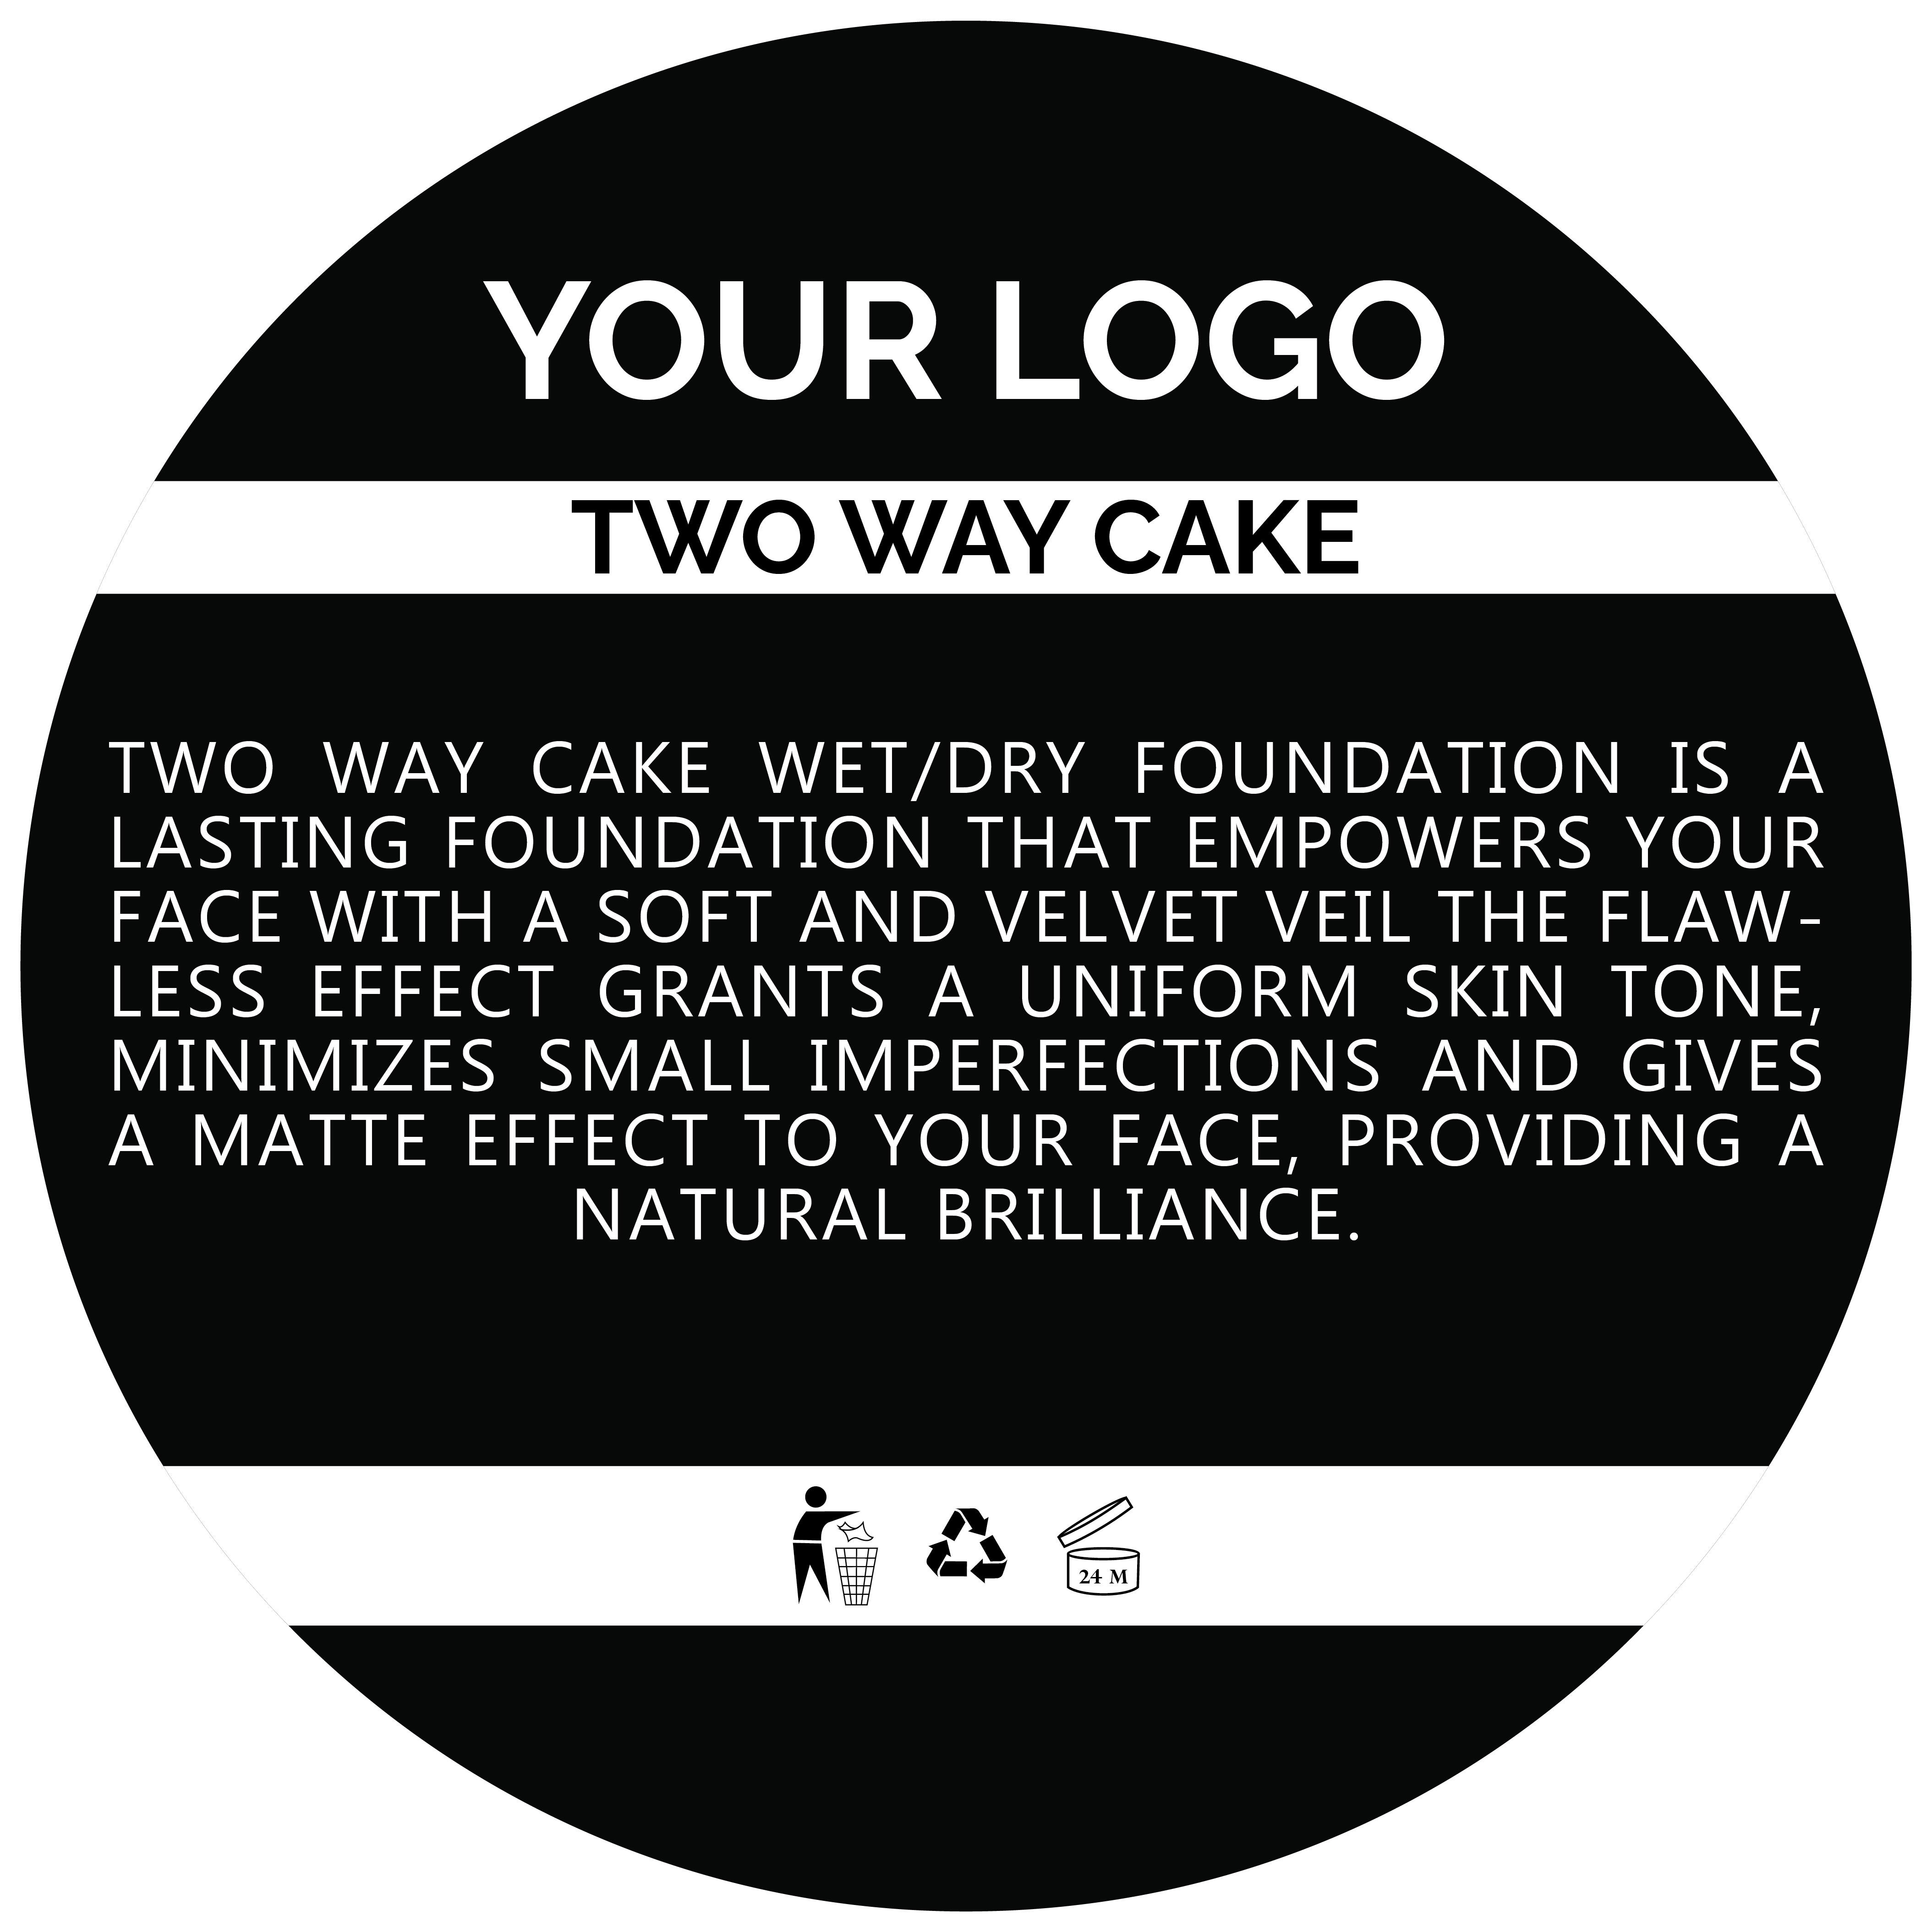 YOUR LOGO
TWO WAY CAKE
TWO WAY CAKE WET/DRY FOUNDATION IS A
LASTING FOUNDATION THAT EMPOWERS YOUR
FACE WITH A SOFT AND VELVET VEIL THE FLAW-
LESS EFFECT GRANTS A UNIFORM SKIN TONE,
MINIMIZES SMALL IMPERFECTIONS AND GIVES
A MATTE EFFECT TO YOUR FACE, PROVIDING A
NATURAL BRILLIANCE.
24 M